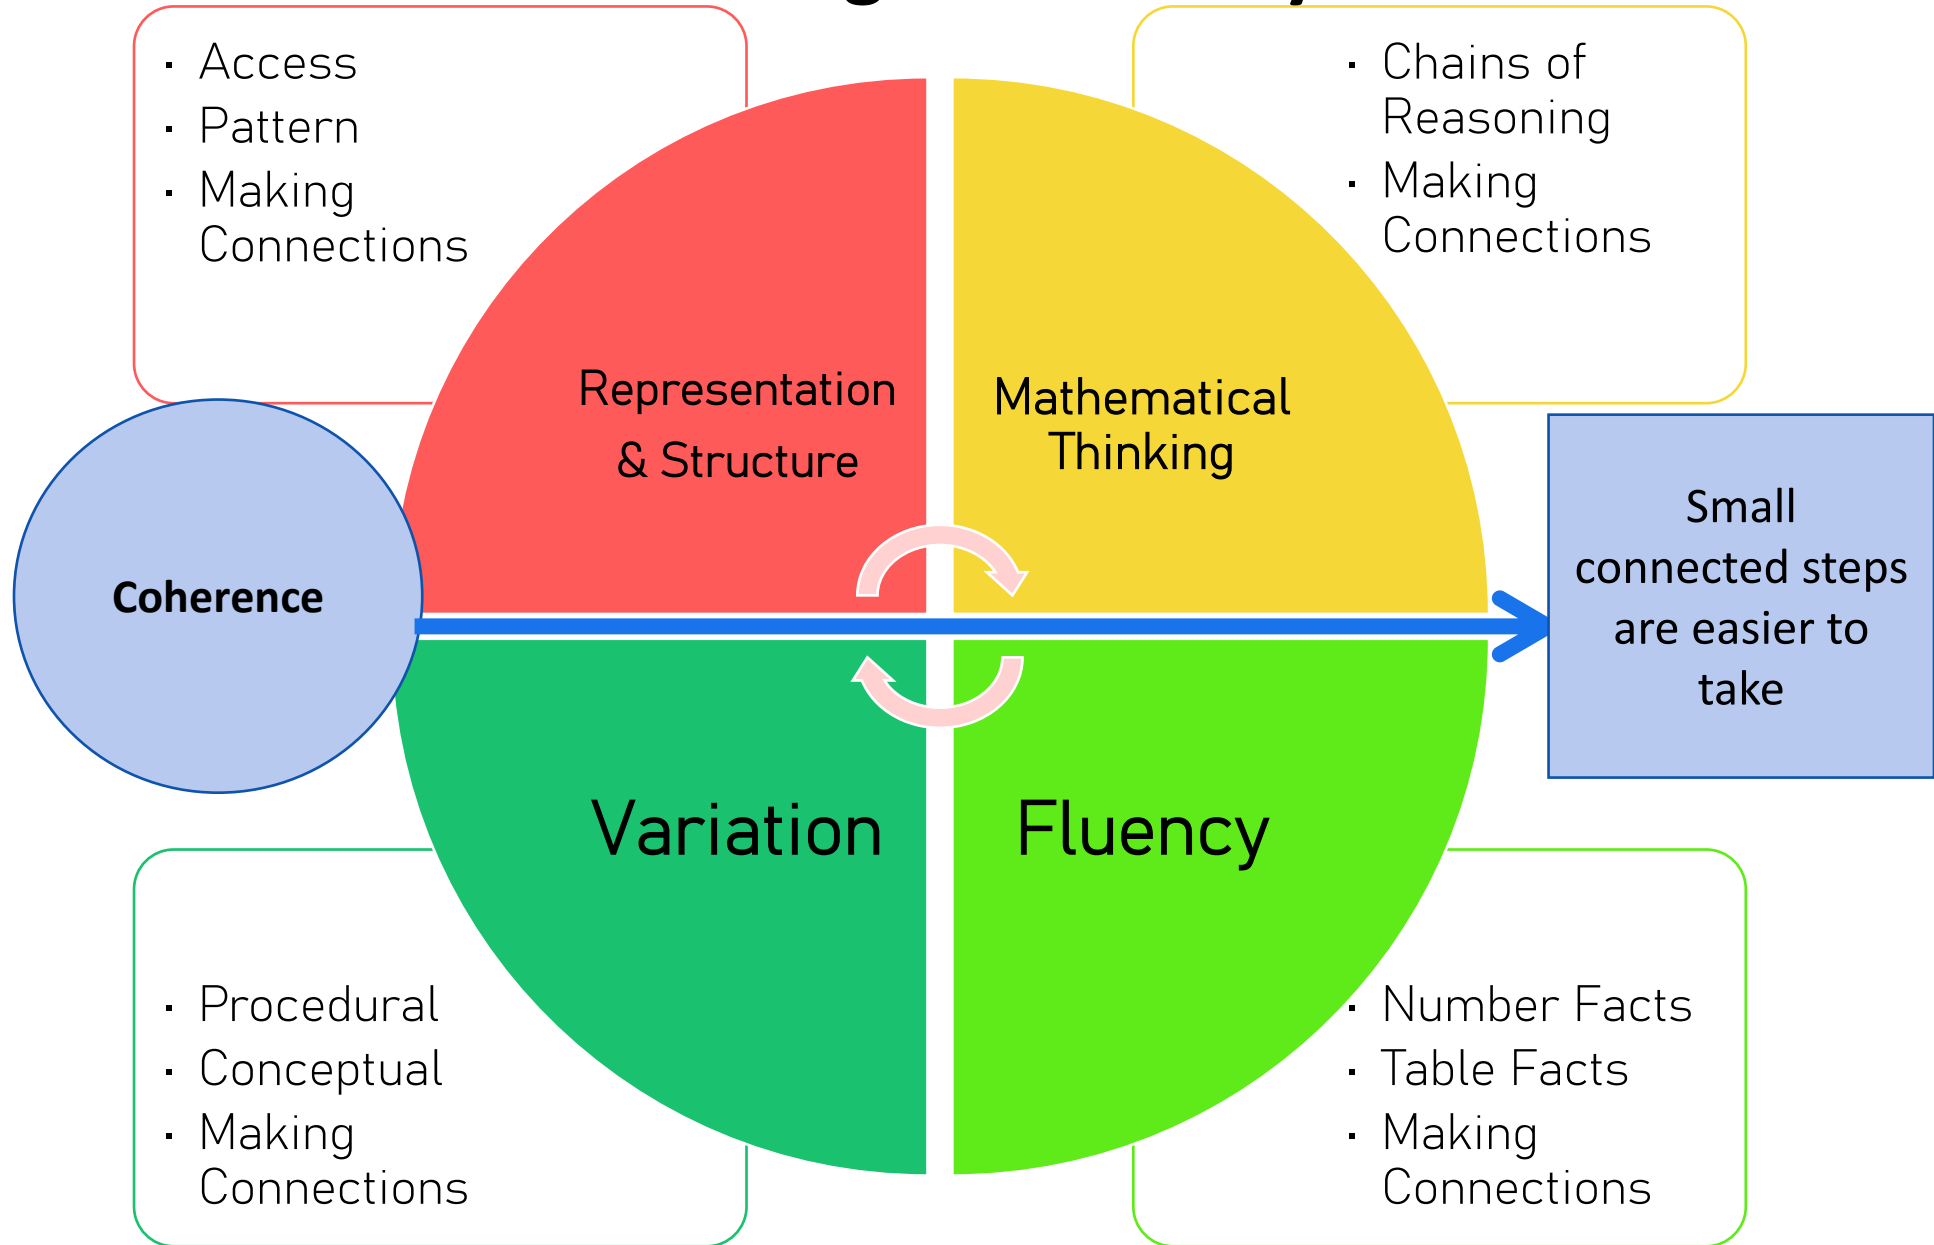 · Access
· Pattern
· Making
Connections
· Chains of
Reasoning
· Making
Connections
Representation
& Structure
Mathematical
Thinking
Coherence
Small
connected steps
are easier to
take
Variation
Fluency
· Procedural
· Conceptual
· Making
Connections
· Number Facts
· Table Facts
· Making
Connections